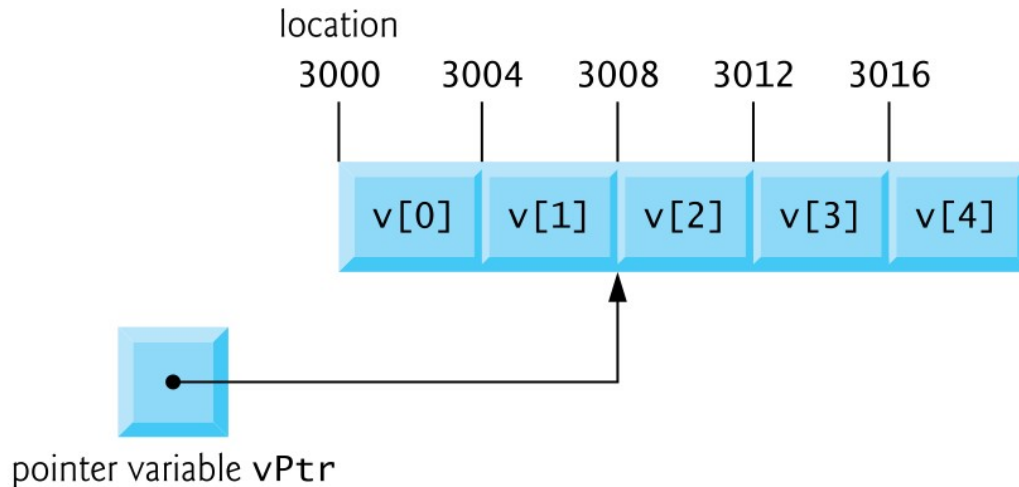 location
3000 3004 3008 3012 3016
v[0] v[1] v[2] v[3] v[4]
pointer variable vPtr